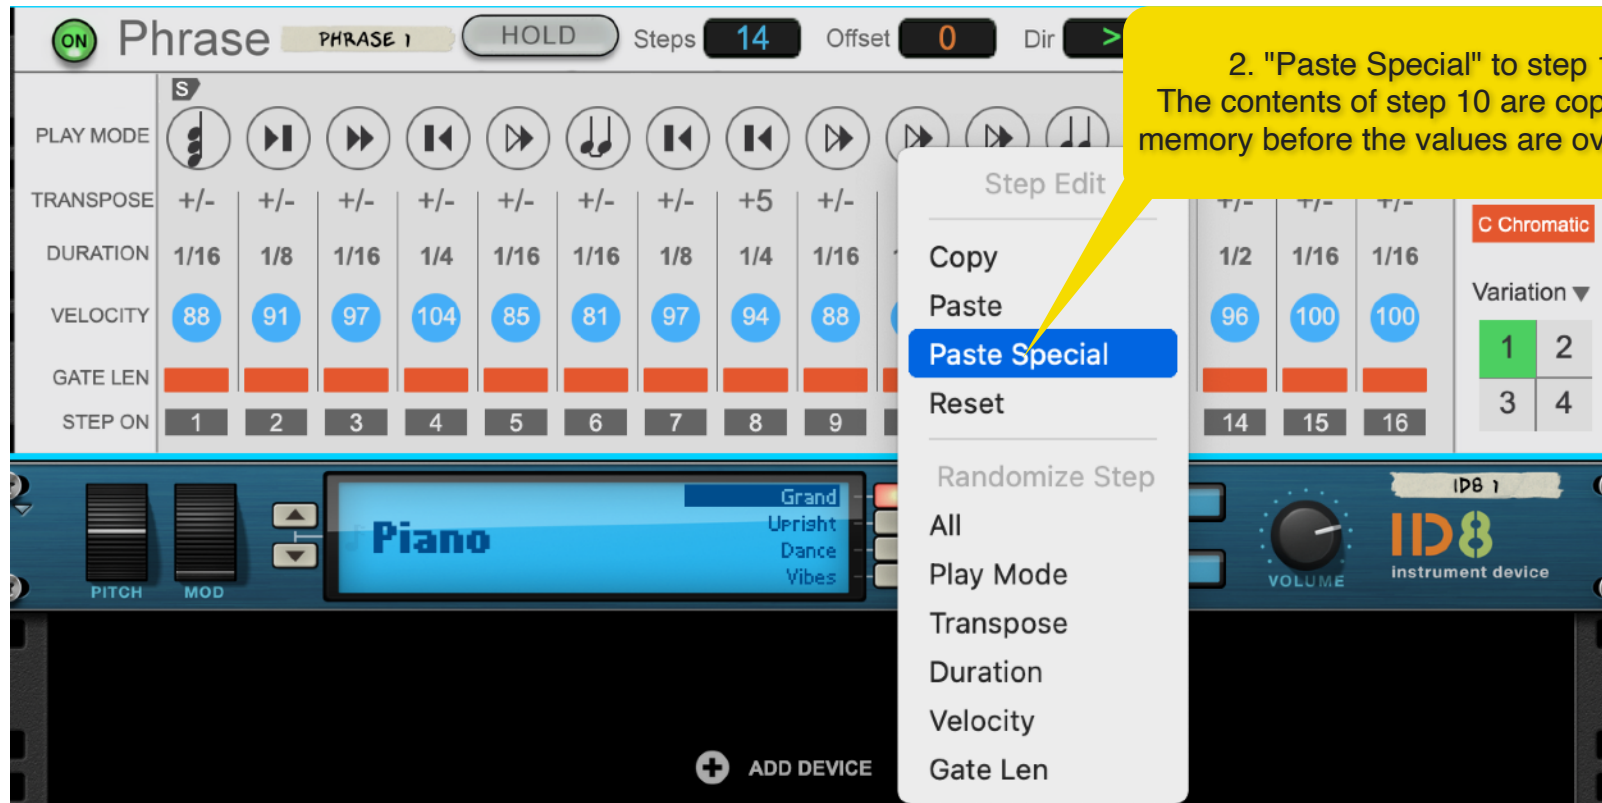 ON Phrase PHRASE 1 HOLD Steps 14 Offset 0 Dir >
2. "Paste Special" to step
The contents of step 10 are cop
memory before the values are ov
S
PLAY MODE
TRANSPOSE +/- +/- +/- +/- +/- +/- +/- +5 +/- +/- +/- +/-
DURATION 1/16 1/8 1/16 1/4 1/16 1/16 1/8 1/4 1/16 1/2 1/16 1/16
VELOCITY 88 91 97 104 85 81 97 94 88 96 100 100
GATE LEN
STEP ON 1 2 3 4 5 6 7 8 9 14 15 16
C Chromatic
Variation
1 2
3 4
Step Edit
Copy
Paste
Paste Special
Reset
Randomize Step
All
Play Mode
Transpose
Duration
Velocity
Gate Len
PITCH MOD
Piano
Grand
Upright
Dance
Vibes
VOLUME
ID8 1
ID8
instrument device
ADD DEVICE